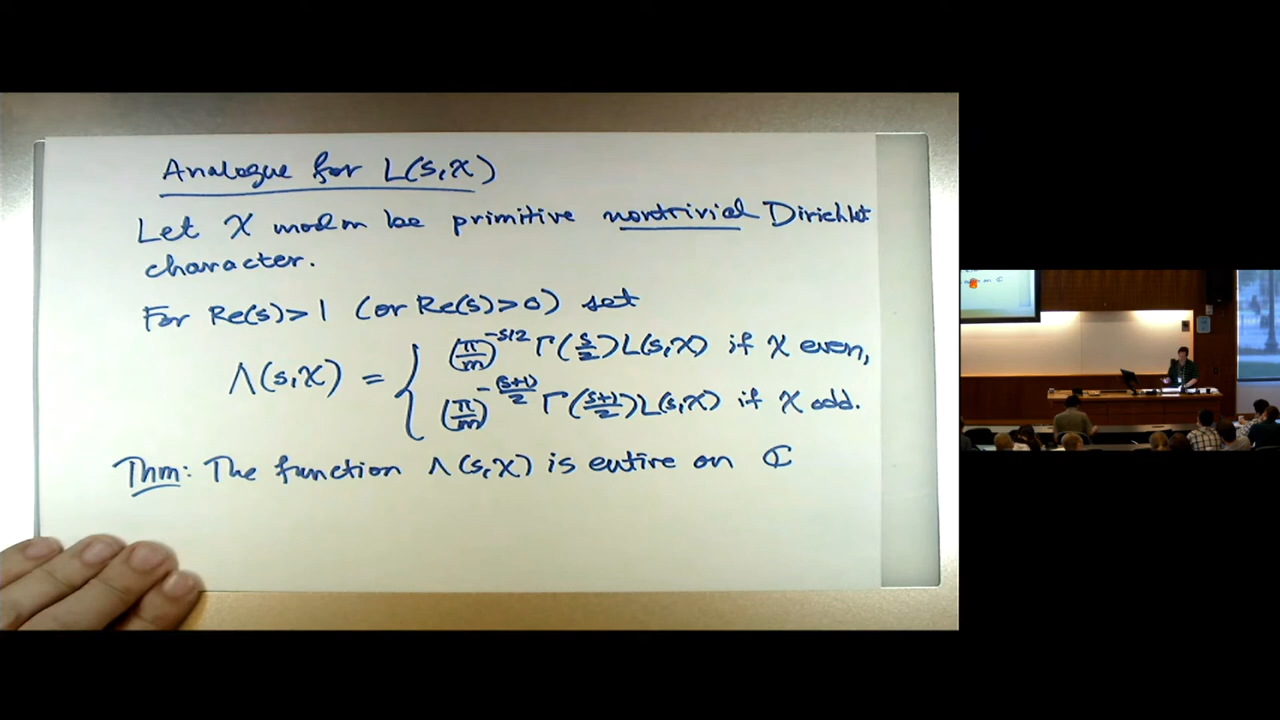 Analogue for L(s,χ)
Let χ mod m be primitive nontrivial Dirichlet
character.
For Re(s)>1 (or Re(s)>0) set
Λ(s,χ) = { (π/m)^{-s/2} Γ(s/2) L(s,χ) if χ even,
(π/m)^{-(s+1)/2} Γ((s+1)/2) L(s,χ) if χ odd.
Thm: The function Λ(s,χ) is entire on ℂ